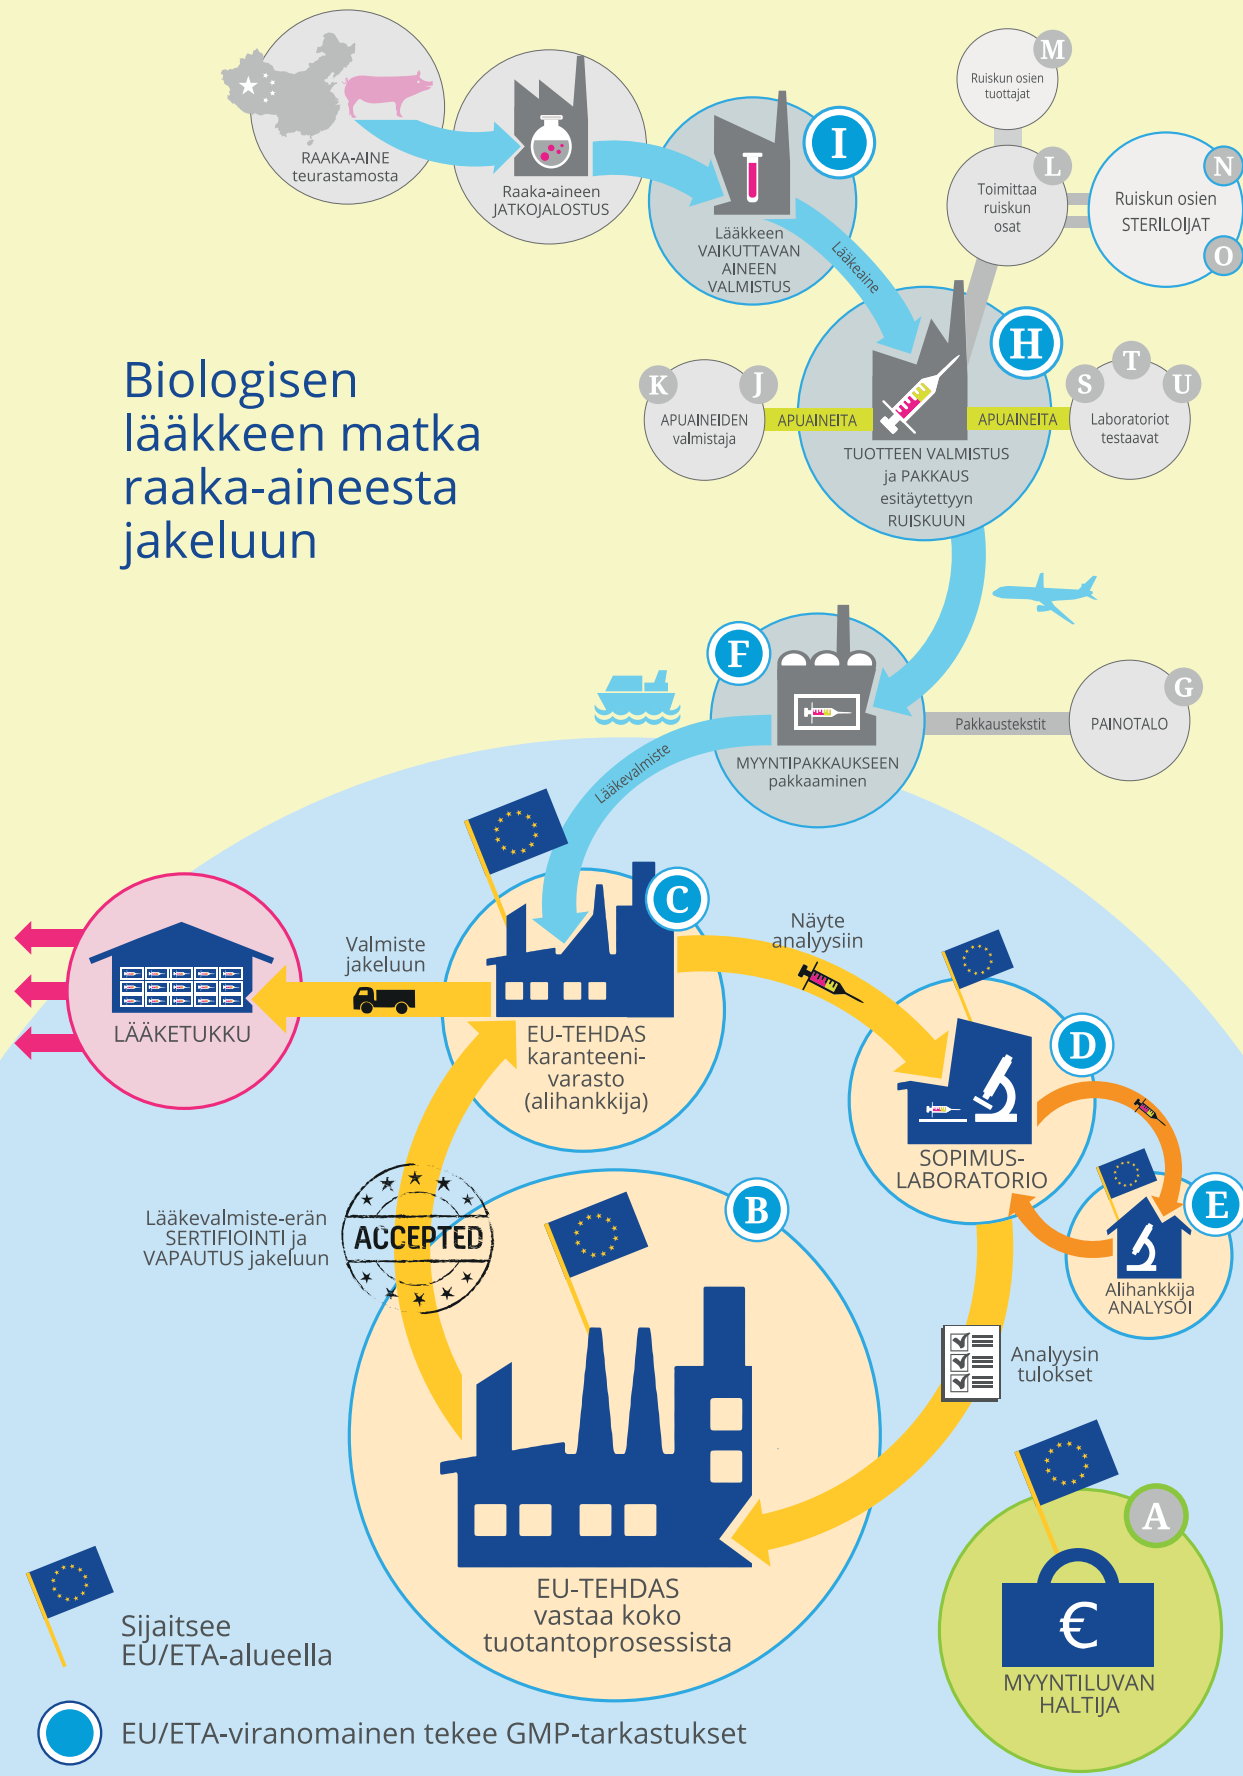 RAAKA-AINE
teurastamosta
Raaka-aineen
JATKOJALOSTUS
I
Lääkkeen
VAIKUTTAVAN
AINEEN
VALMISTUS
Lääkeaine
M
Ruiskun osien
tuottajat
L
Toimittaa
ruiskun
osat
N
Ruiskun osien
STERILOIJAT
O
Biologisen
lääkkeen matka
raaka-aineesta
jakeluun
H
K
J
APUAINEIDEN
valmistaja
APUAINEITA
APUAINEITA
S
T
U
Laboratoriot
testaavat
TUOTTEEN VALMISTUS
ja PAKKAUS
esitäytettyyn
RUISKUUN
F
MYYNTIPAKKAUKSEEN
pakkaaminen
Pakkaustekstit
G
PAINOTALO
Lääkevalmiste
C
EU-TEHDAS
karanteeni-
varasto
(alihankkija)
Valmiste
jakeluun
LÄÄKETUKKU
Näyte
analyysiin
D
SOPIMUS-
LABORATORIO
E
Alihankkija
ANALYSOI
Lääkevalmiste-erän
SERTIFIOINTI ja
VAPAUTUS jakeluun
ACCEPTED
B
Analyysin
tulokset
EU-TEHDAS
vastaa koko
tuotantoprosessista
A
€
MYYNTILUVAN
HALTIJA
Sijaitsee
EU/ETA-alueella
EU/ETA-viranomainen tekee GMP-tarkastukset